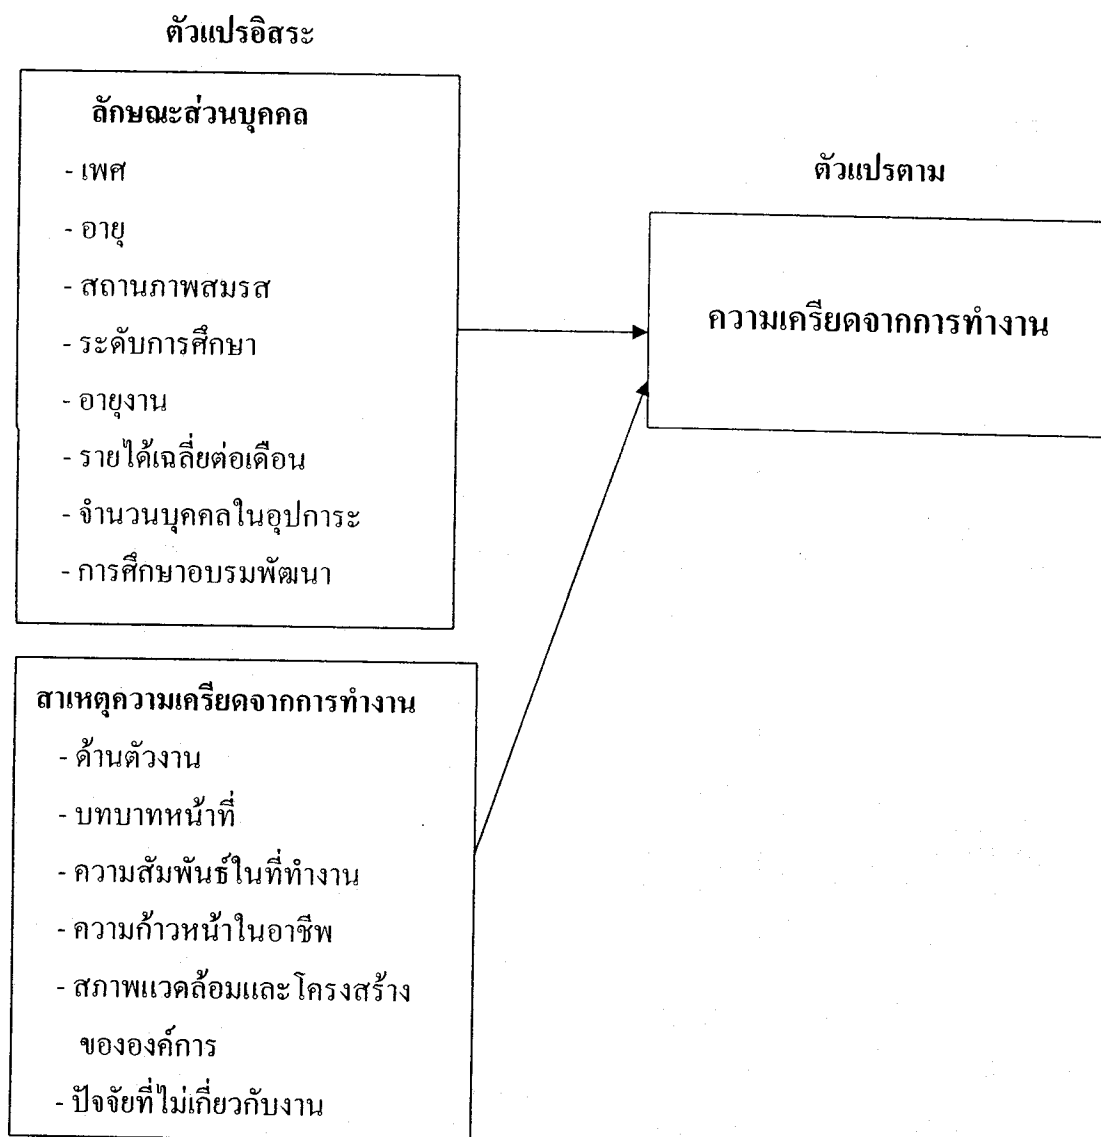 ตัวแปรอิสระ
ลักษณะส่วนบุคคล
- เพศ
- อายุ
- สถานภาพสมรส
- ระดับการศึกษา
- อายุงาน
- รายได้เฉลี่ยต่อเดือน
- จำนวนบุคคลในอุปการะ
- การศึกษาอบรมพัฒนา
สาเหตุความเครียดจากการทำงาน
- ด้านตัวงาน
- บทบาทหน้าที่
- ความสัมพันธ์ในที่ทำงาน
- ความก้าวหน้าในอาชีพ
- สภาพแวดล้อมและโครงสร้าง
ขององค์การ
- ปัจจัยที่ไม่เกี่ยวกับงาน
ตัวแปรตาม
ความเครียดจากการทำงาน